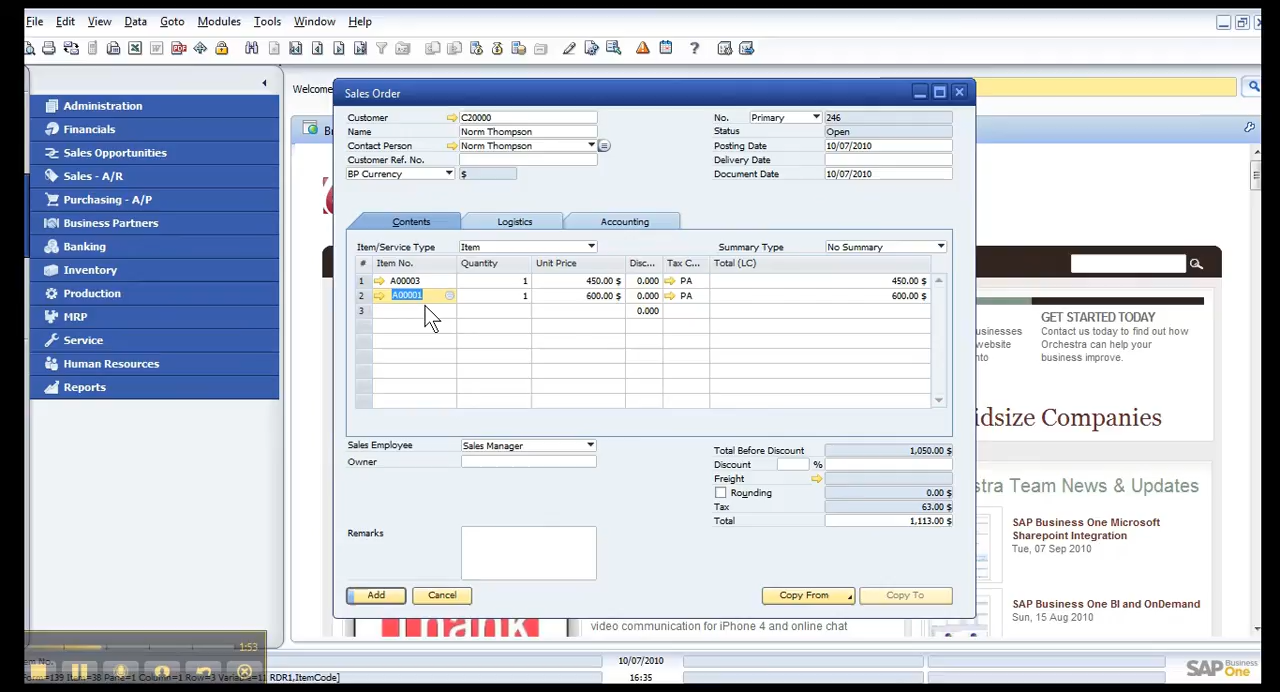 File Edit View Data Goto Modules Tools Window Help
Welcome
Administration
Financials
Sales Opportunities
Sales - A/R
Purchasing - A/P
Business Partners
Banking
Inventory
Production
MRP
Service
Human Resources
Reports
Sales Order
Customer C20000
Name Norm Thompson
Contact Person Norm Thompson
Customer Ref. No.
BP Currency $
No. Primary 246
Status Open
Posting Date 10/07/2010
Delivery Date
Document Date 10/07/2010
Contents Logistics Accounting
Item/Service Type Item Summary Type No Summary
# Item No. Quantity Unit Price Disc... Tax C... Total (LC)
1 A00003 1 450.00 $ 0.000 PA 450.00 $
2 A00001 1 600.00 $ 0.000 PA 600.00 $
3 0.000
Sales Employee Sales Manager
Owner
Remarks
Total Before Discount 1,050.00 $
Discount %
Freight
Rounding 0.00 $
Tax 63.00 $
Total 1,113.00 $
Add Cancel Copy From Copy To
GET STARTED TODAY
usinesses Contact us today to find out how
website Orchestra can help your
nto business improve.
idsize Companies
stra Team News & Updates
SAP Business One Microsoft
Sharepoint Integration
Tue, 07 Sep 2010
SAP Business One BI and OnDemand
Sun, 15 Aug 2010
Thank
video communication for iPhone 4 and online chat
1:53
10/07/2010
16:35
RDR1,ItemCode]
SAP Business One